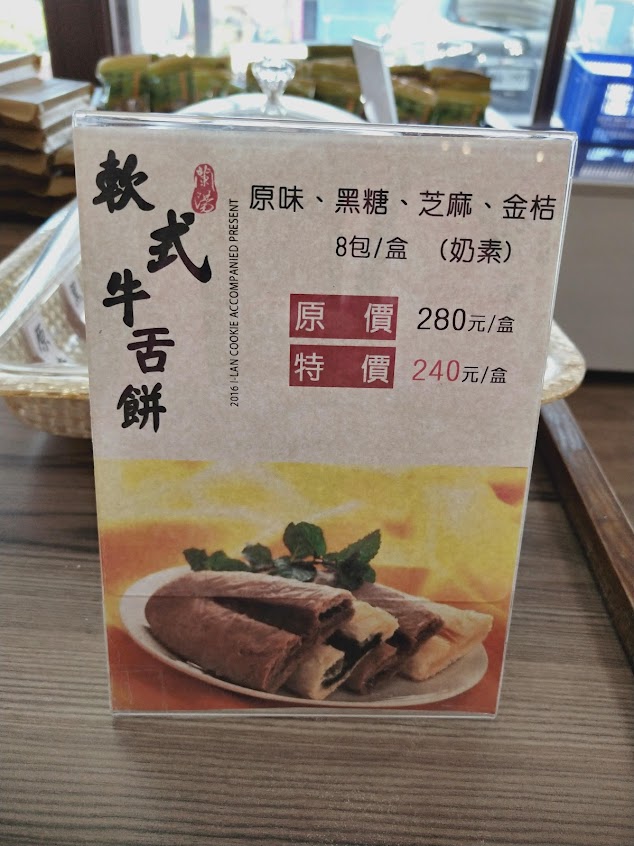 軟式牛舌餅
蘭陽
2016 I-LAN COOKIE ACCOMPANIED PRESENT
原味、黑糖、芝麻、金桔
8包/盒 （奶素）
原 價 280元/盒
特 價 240元/盒